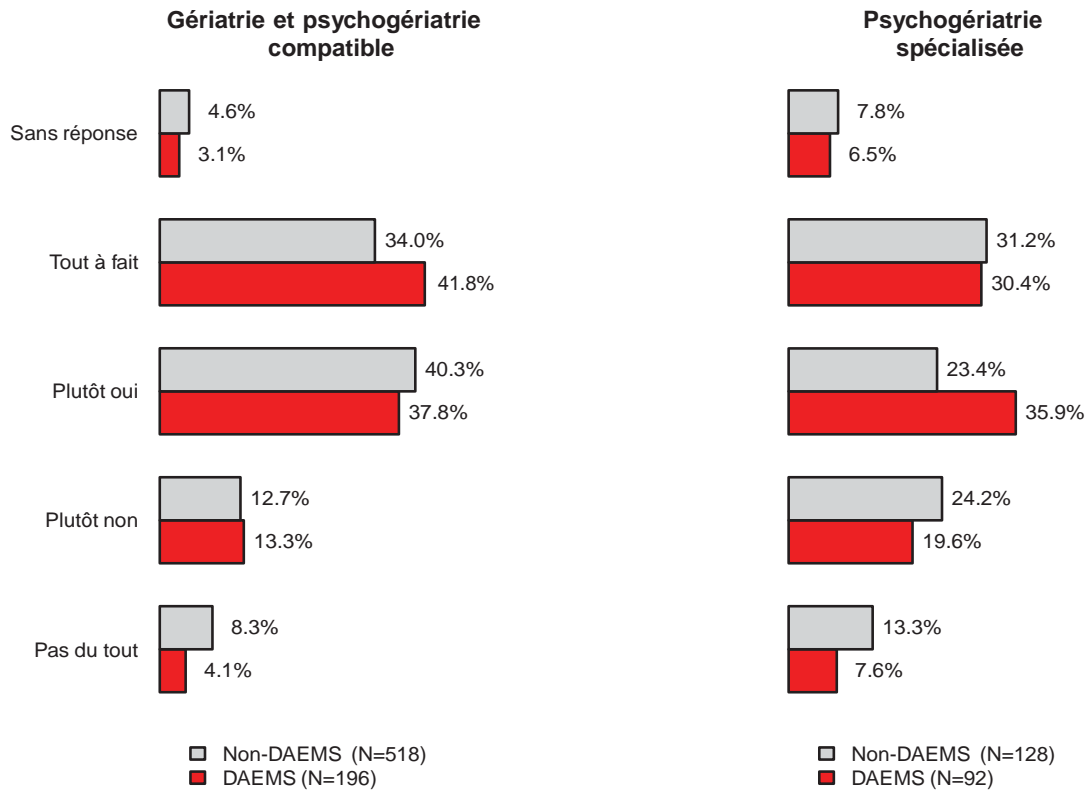 Gériatrie et psychogériatrie
compatible
Psychogériatrie
spécialisée
Sans réponse
4.6%
3.1%
7.8%
6.5%
Tout à fait
34.0%
41.8%
31.2%
30.4%
Plutôt oui
40.3%
37.8%
23.4%
35.9%
Plutôt non
12.7%
13.3%
24.2%
19.6%
Pas du tout
8.3%
4.1%
13.3%
7.6%
Non-DAEMS (N=518)
DAEMS (N=196)
Non-DAEMS (N=128)
DAEMS (N=92)